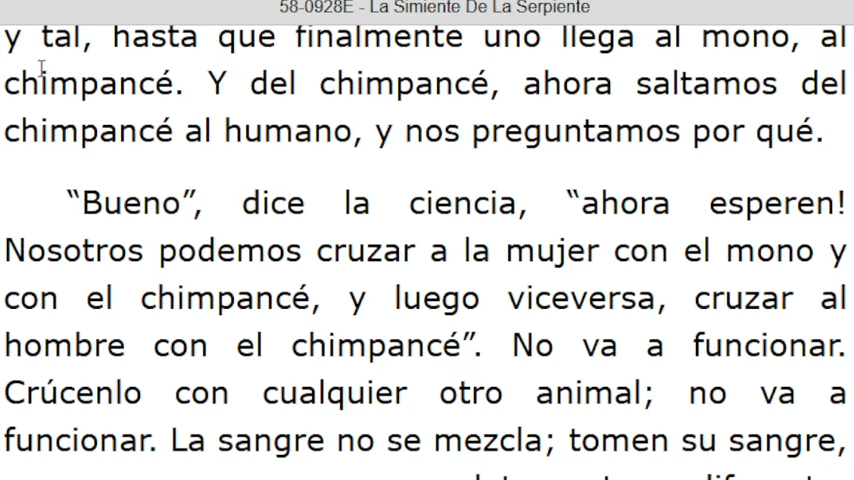 58-0928E - La Simiente De La Serpiente
y tal, hasta que finalmente uno llega al mono, al
chimpancé. Y del chimpancé, ahora saltamos del
chimpancé al humano, y nos preguntamos por qué.
“Bueno”, dice la ciencia, “ahora esperen!
Nosotros podemos cruzar a la mujer con el mono y
con el chimpancé, y luego viceversa, cruzar al
hombre con el chimpancé”. No va a funcionar.
Crúcenlo con cualquier otro animal; no va a
funcionar. La sangre no se mezcla; tomen su sangre,